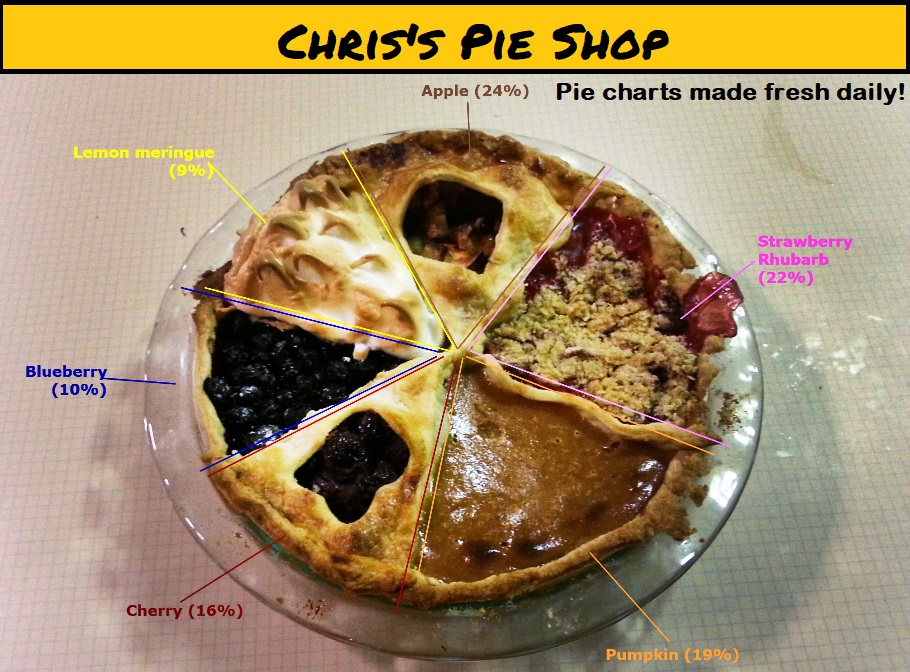 Chris's Pie Shop
Apple (24%)
Pie charts made fresh daily!
Lemon meringue
(9%)
Strawberry
Rhubarb
(22%)
Blueberry
(10%)
Cherry (16%)
Pumpkin (19%)